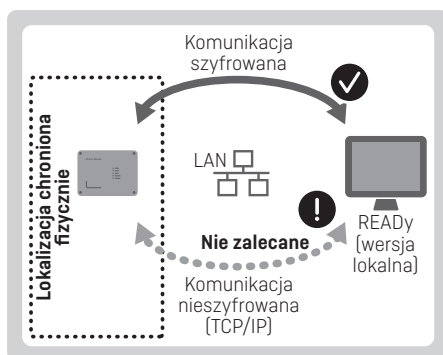 Komunikacja
szyfrowana
Lokalizacja chroniona
fizycznie
LAN
Nie zalecane
READy
(wersja
lokalna)
Komunikacja
nieszyfrowana
(TCP/IP)